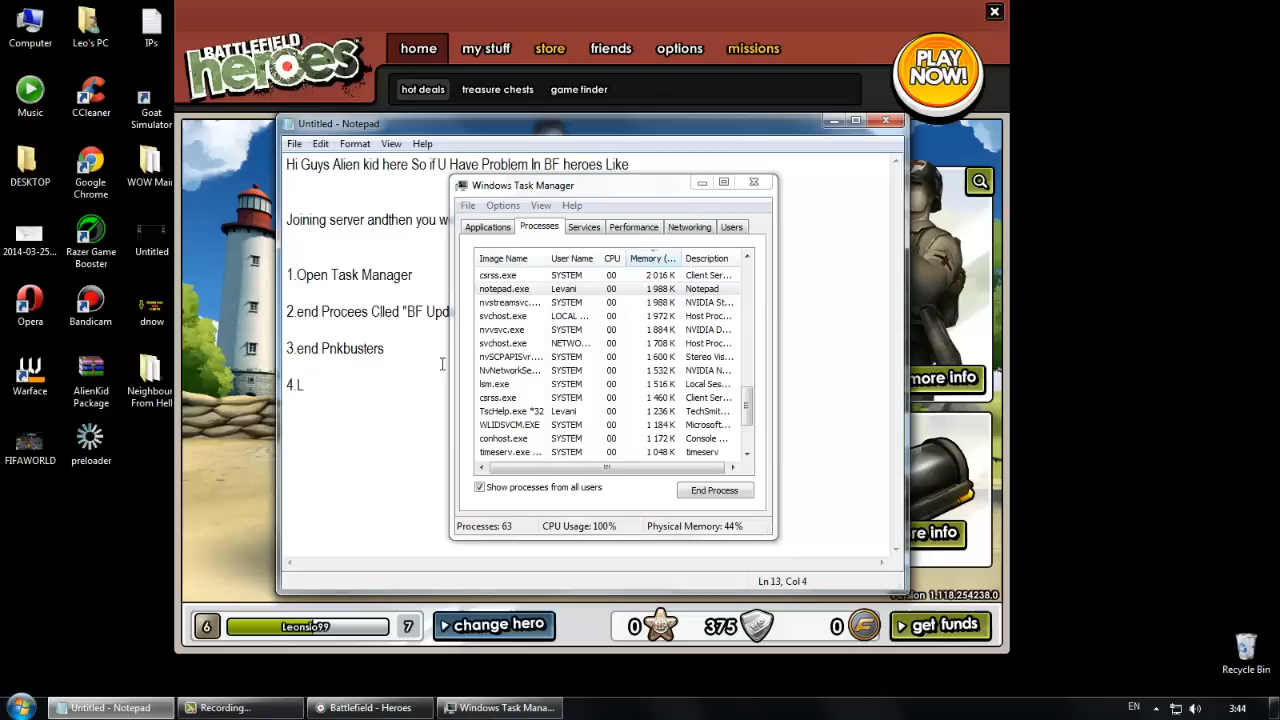 Computer
Leo's PC
IPs
Music
CCleaner
Goat
Simulator
DESKTOP
Google
Chrome
WOW Mai
2014-03-25...
Razer Game
Booster
Untitled
Opera
Bandicam
dnow
Warface
AlienKid
Package
Neighbour
From Hell
FIFAWORLD
preloader
BATTLEFIELD
heroes
home
my stuff
store
friends
options
missions
PLAY
NOW!
hot deals
treasure chests
game finder
Untitled - Notepad
File Edit Format View Help
Hi Guys Alien kid here So if U Have Problem In BF heroes Like
Joining server andthen you w
1.Open Task Manager
2.end Procees Clled "BF Upd
3.end Pnkbusters
4.L
Ln 13, Col 4
Windows Task Manager
File Options View Help
Applications Processes Services Performance Networking Users
Image Name User Name CPU Memory (... Description
csrss.exe SYSTEM 00 2 016 K Client Ser...
notepad.exe Levani 00 1 988 K Notepad
nvstreamsvc.... SYSTEM 00 1 988 K NVIDIA St...
svchost.exe LOCAL ... 00 1 972 K Host Proc...
nvvsvc.exe SYSTEM 00 1 884 K NVIDIA D...
svchost.exe NETWO... 00 1 708 K Host Proc...
nvSCPAPISvr.... SYSTEM 00 1 600 K Stereo Vis...
NvNetworkSe... SYSTEM 00 1 532 K NVIDIA N...
lsm.exe SYSTEM 00 1 516 K Local Ses...
csrss.exe SYSTEM 00 1 460 K Client Ser...
TscHelp.exe *32 Levani 00 1 236 K TechSmit...
WLIDSVCM.EXE SYSTEM 00 1 184 K Microsoft...
conhost.exe SYSTEM 00 1 172 K Console ...
timeserv.exe ... SYSTEM 00 1 048 K timeserv
Show processes from all users
End Process
Processes: 63 CPU Usage: 100% Physical Memory: 44%
more info
re info
version 1.118.254238.0
6
Leonsio99
7
change hero
0
375
0
get funds
Recycle Bin
Untitled - Notepad
Recording...
Battlefield - Heroes
Windows Task Mana...
EN
3:44